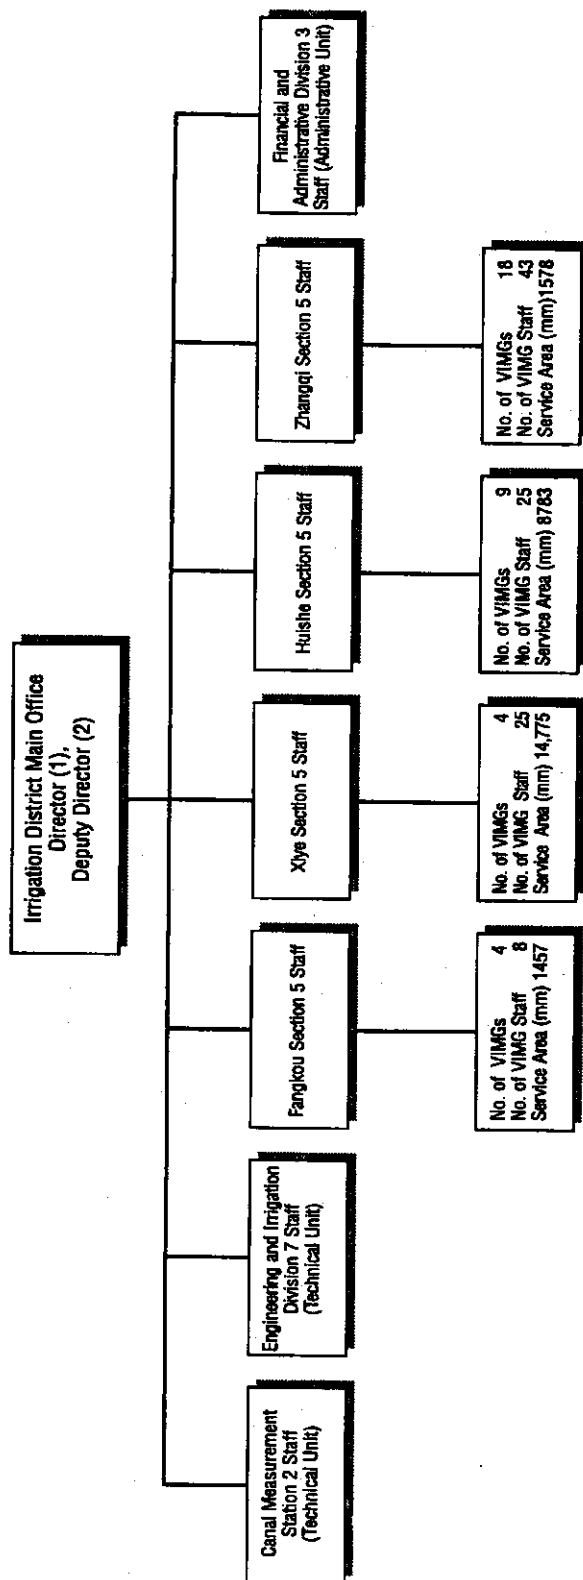 Irrigation District Main Office
Director (1),
Deputy Director (2)
Canal Measurement
Station 2 Staff
(Technical Unit)
Engineering and Irrigation
Division 7 Staff
(Technical Unit)
Fangkou Section 5 Staff
Xiye Section 5 Staff
Huishe Section 5 Staff
Zhangqi Section 5 Staff
Financial and
Administrative Division 3
Staff (Administrative Unit)
No. of VIMGs 4
No. of VIMG Staff 8
Service Area (mm) 1457
No. of VIMGs 4
No. of VIMG Staff 25
Service Area (mm) 14,775
No. of VIMGs 9
No. of VIMG Staff 25
Service Area (mm) 8783
No. of VIMGs 18
No. of VIMG Staff 43
Service Area (mm)1578